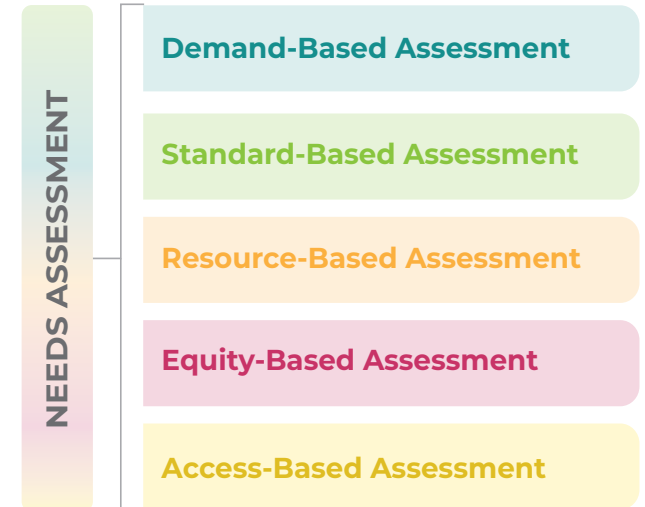 NEEDS ASSESSMENT
Demand-Based Assessment
Standard-Based Assessment
Resource-Based Assessment
Equity-Based Assessment
Access-Based Assessment